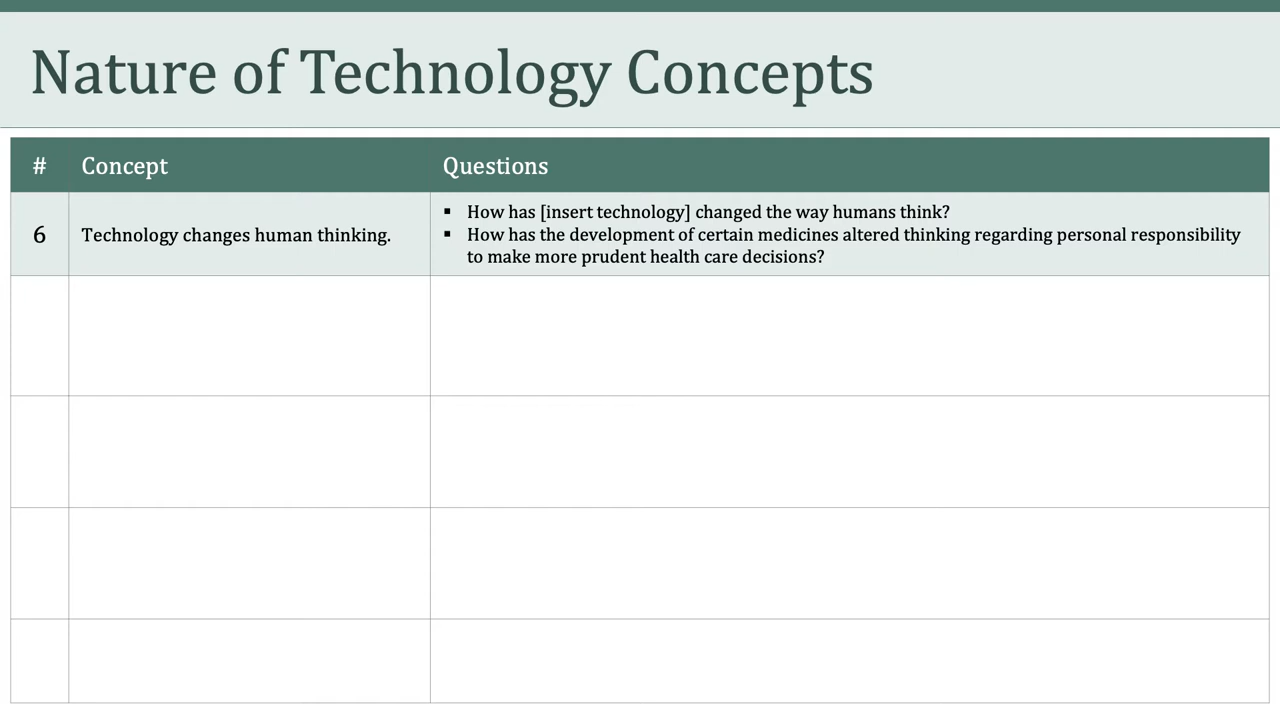 Nature of Technology Concepts
# Concept Questions
6 Technology changes human thinking.
▪ How has [insert technology] changed the way humans think?
▪ How has the development of certain medicines altered thinking regarding personal responsibility
to make more prudent health care decisions?